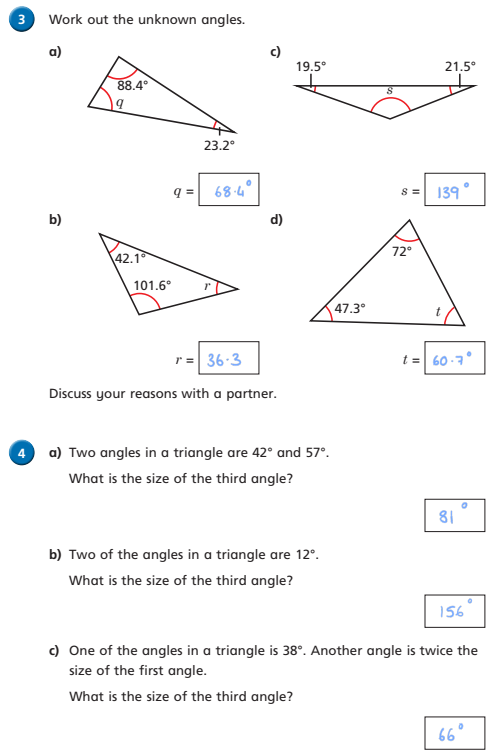 3 Work out the unknown angles.
a)
88.4°
q
23.2°
q = 68.4°
c)
19.5°
21.5°
s
s = 139°
b)
42.1°
101.6°
r
r = 36.3
d)
72°
47.3°
t
t = 60.7°
Discuss your reasons with a partner.
4 a) Two angles in a triangle are 42° and 57°.
What is the size of the third angle?
81°
b) Two of the angles in a triangle are 12°.
What is the size of the third angle?
156°
c) One of the angles in a triangle is 38°. Another angle is twice the
size of the first angle.
What is the size of the third angle?
66°